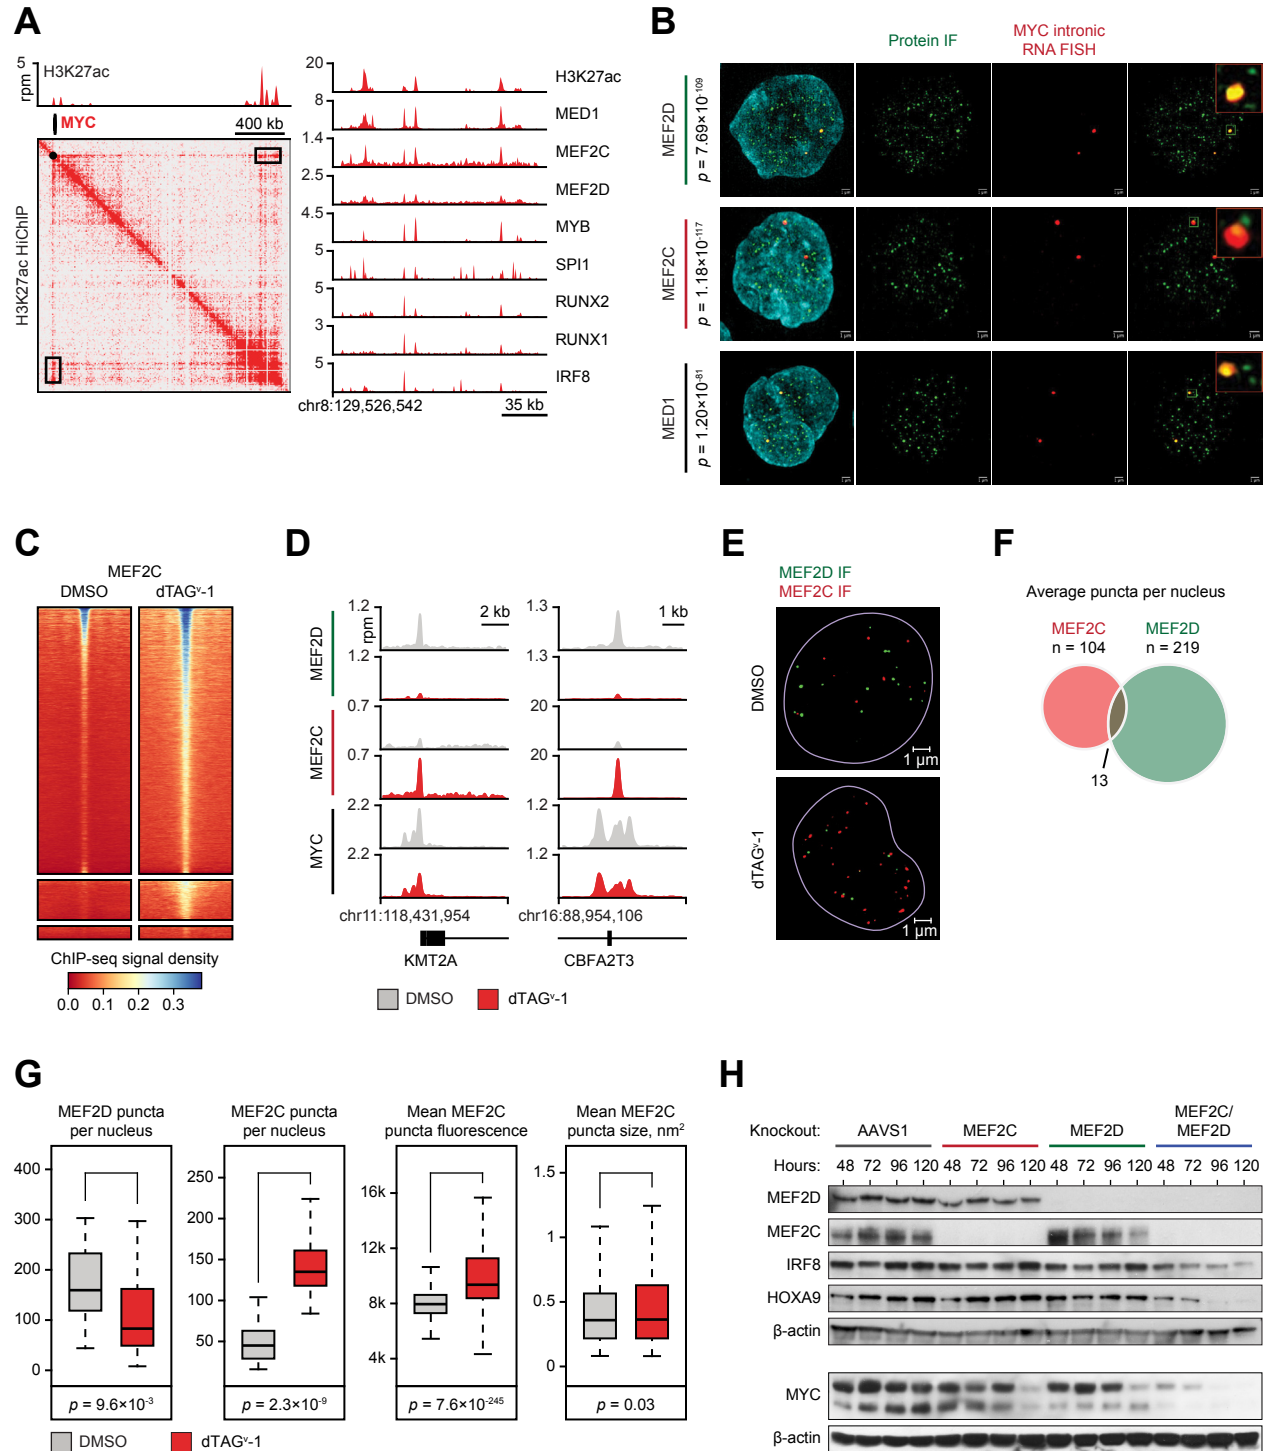 A
5
rpm
H3K27ac
MYC
400 kb
H3K27ac HiChIP
20
H3K27ac
8
MED1
1.4
MEF2C
2.5
MEF2D
4.5
MYB
5
SPI1
5
RUNX2
3
RUNX1
5
IRF8
chr8:129,526,542
35 kb
B
Protein IF
MYC intronic
RNA FISH
MEF2D
p = 7.69×10-109
MEF2C
p = 1.18×10-117
MED1
p = 1.20×10-81
C
MEF2C
DMSO
dTAGv-1
ChIP-seq signal density
0.0 0.1 0.2 0.3
D
MEF2D
MEF2C
MYC
1.2
rpm
2 kb
1.3
1 kb
1.2
1.3
0.7
20
0.7
20
2.2
1.2
2.2
1.2
chr11:118,431,954
chr16:88,954,106
KMT2A
CBFA2T3
DMSO
dTAGv-1
E
MEF2D IF
MEF2C IF
DMSO
1 µm
dTAGv-1
1 µm
F
Average puncta per nucleus
MEF2C
n = 104
MEF2D
n = 219
13
G
MEF2D puncta
per nucleus
400
300
200
100
0
p = 9.6×10-3
MEF2C puncta
per nucleus
250
200
150
100
50
p = 2.3×10-9
Mean MEF2C
puncta fluorescence
16k
12k
8k
4k
p = 7.6×10-245
Mean MEF2C
puncta size, nm2
1.5
1
0.5
0
p = 0.03
DMSO
dTAGv-1
H
Knockout:
AAVS1
MEF2C
MEF2D
MEF2C/
MEF2D
Hours:
48 72 96 120 48 72 96 120 48 72 96 120 48 72 96 120
MEF2D
MEF2C
IRF8
HOXA9
β-actin
MYC
β-actin